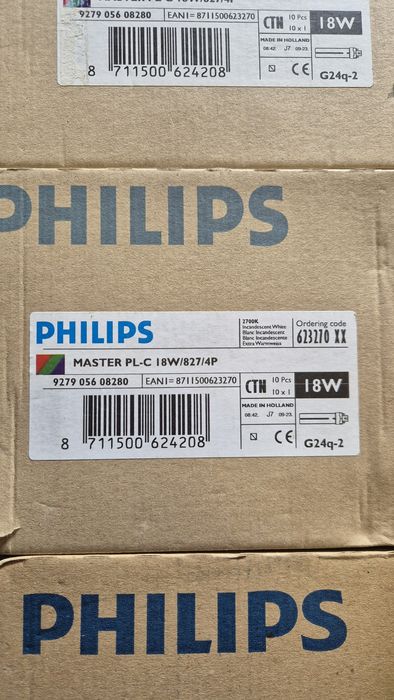 9279 056 08280 EAN1= 8711500623270 CTN 10 Pcs 10 x 1 18W
MADE IN HOLLAND
08.42. J7 09-23.
8 711500 624208 CE G24q-2
PHILIPS
PHILIPS
2700K
Incandescent White
Blanc Incandescent
Blanc Incandescente
Extra Warmweiss
Ordering code
623270 XX
MASTER PL-C 18W/827/4P
9279 056 08280 EAN1= 8711500623270 CTN 10 Pcs 10 x 1 18W
MADE IN HOLLAND
08.42. J7 09-23.
8 711500 624208 CE G24q-2
PHILIPS